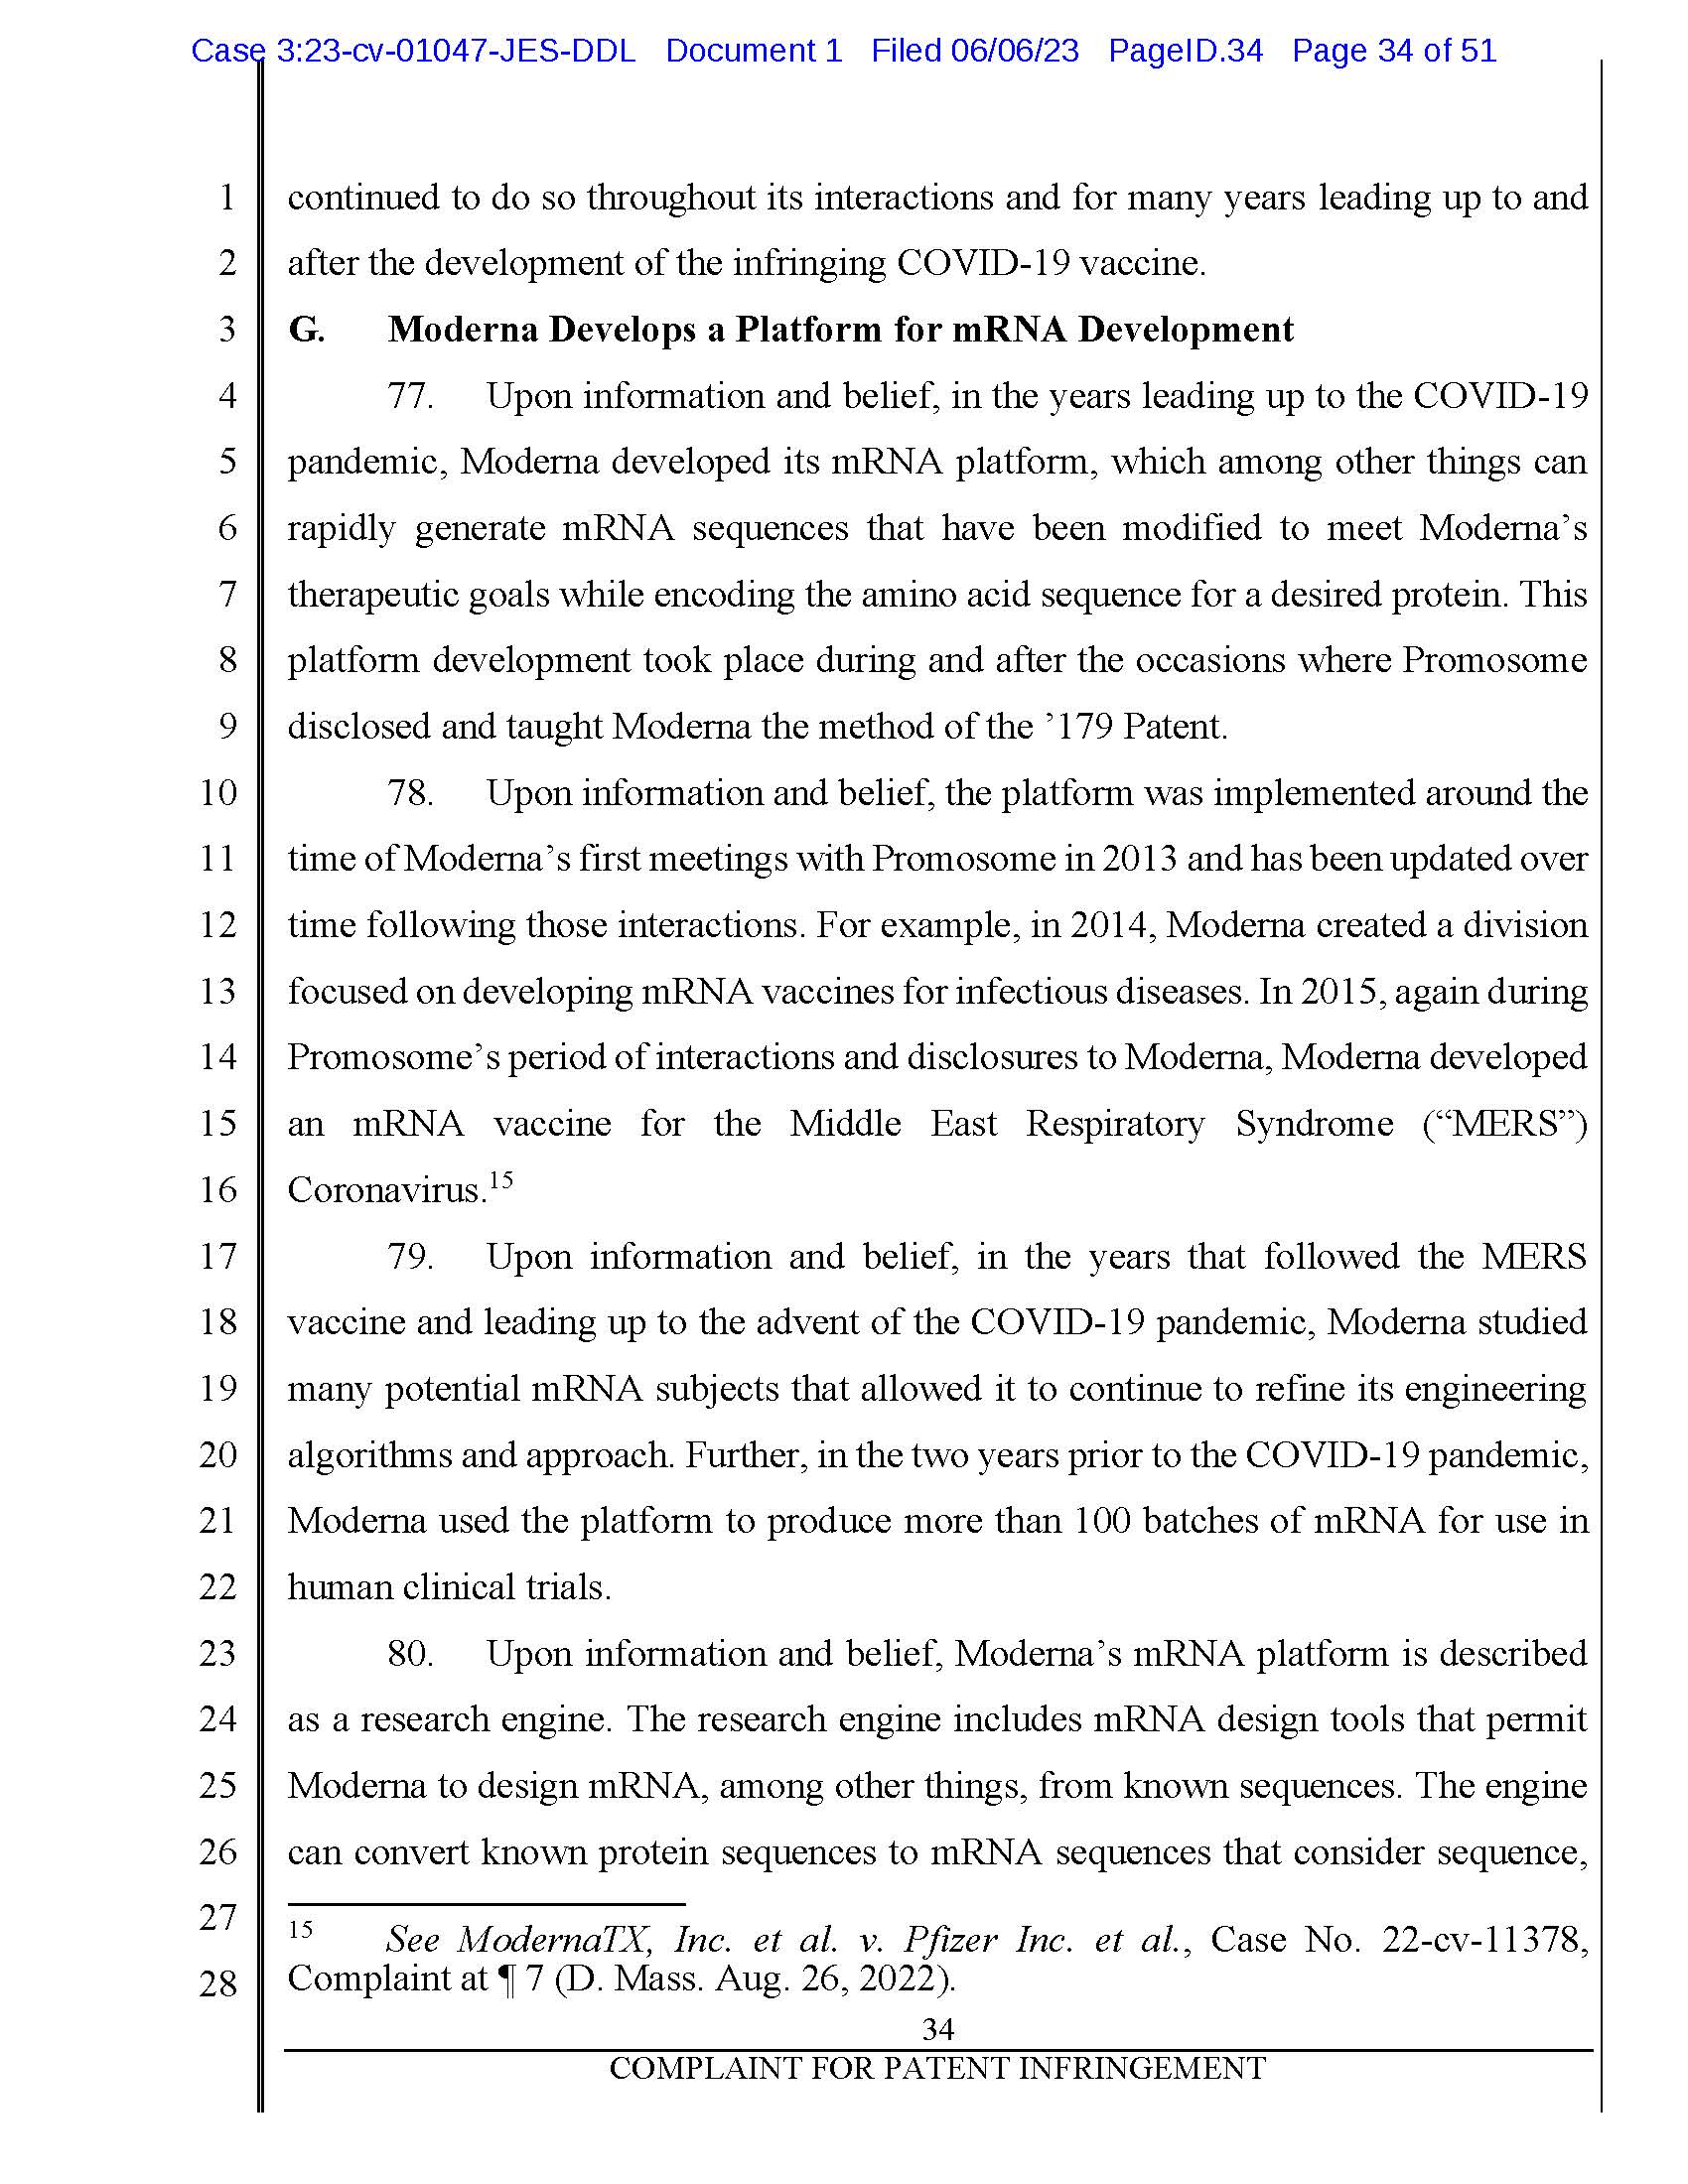 Case 3:23-cv-01047-JES-DDL Document 1 Filed 06/06/23 PageID.34 Page 34 of 51
1 continued to do so throughout its interactions and for many years leading up to and
2 after the development of the infringing COVID-19 vaccine.
3 G. Moderna Develops a Platform for mRNA Development
4 77. Upon information and belief, in the years leading up to the COVID-19
5 pandemic, Moderna developed its mRNA platform, which among other things can
6 rapidly generate mRNA sequences that have been modified to meet Moderna’s
7 therapeutic goals while encoding the amino acid sequence for a desired protein. This
8 platform development took place during and after the occasions where Promosome
9 disclosed and taught Moderna the method of the ’179 Patent.
10 78. Upon information and belief, the platform was implemented around the
11 time of Moderna’s first meetings with Promosome in 2013 and has been updated over
12 time following those interactions. For example, in 2014, Moderna created a division
13 focused on developing mRNA vaccines for infectious diseases. In 2015, again during
14 Promosome’s period of interactions and disclosures to Moderna, Moderna developed
15 an mRNA vaccine for the Middle East Respiratory Syndrome (“MERS”)
16 Coronavirus.15
17 79. Upon information and belief, in the years that followed the MERS
18 vaccine and leading up to the advent of the COVID-19 pandemic, Moderna studied
19 many potential mRNA subjects that allowed it to continue to refine its engineering
20 algorithms and approach. Further, in the two years prior to the COVID-19 pandemic,
21 Moderna used the platform to produce more than 100 batches of mRNA for use in
22 human clinical trials.
23 80. Upon information and belief, Moderna’s mRNA platform is described
24 as a research engine. The research engine includes mRNA design tools that permit
25 Moderna to design mRNA, among other things, from known sequences. The engine
26 can convert known protein sequences to mRNA sequences that consider sequence,
27 15 See ModernaTX, Inc. et al. v. Pfizer Inc. et al., Case No. 22-cv-11378,
28 Complaint at ¶ 7 (D. Mass. Aug. 26, 2022).
34
COMPLAINT FOR PATENT INFRINGEMENT